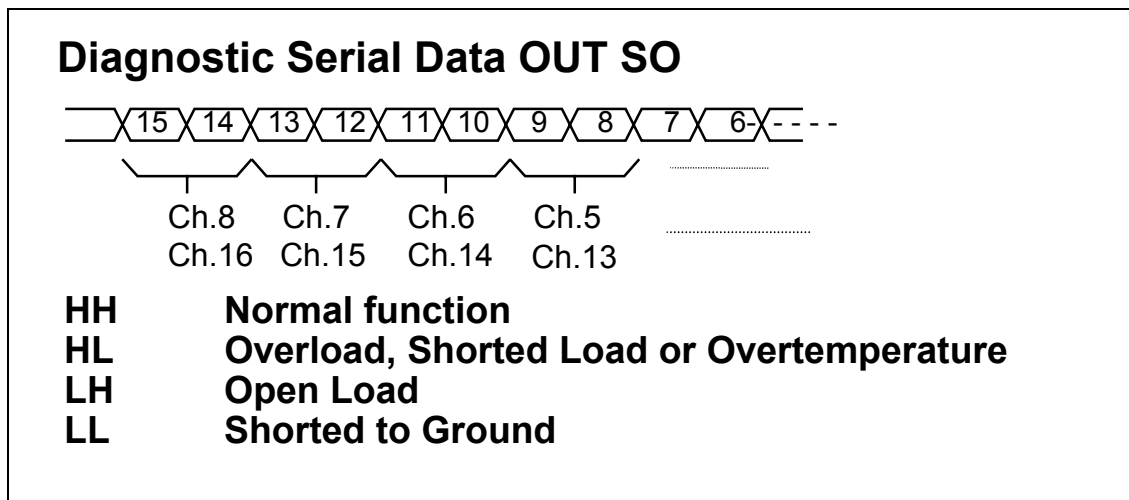 Diagnostic Serial Data OUT SO
15 14 13 12 11 10 9 8 7 6- - - - -
Ch.8 Ch.7 Ch.6 Ch.5
Ch.16 Ch.15 Ch.14 Ch.13
HH Normal function
HL Overload, Shorted Load or Overtemperature
LH Open Load
LL Shorted to Ground